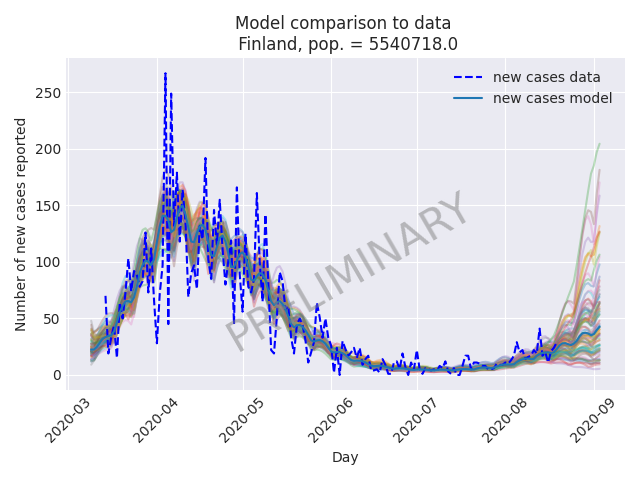 Model comparison to data
Finland, pop. = 5540718.0
new cases data
new cases model
Number of new cases reported
250
200
150
100
50
0
PRELIMINARY
2020-03
2020-04
2020-05
2020-06
2020-07
2020-08
2020-09
Day